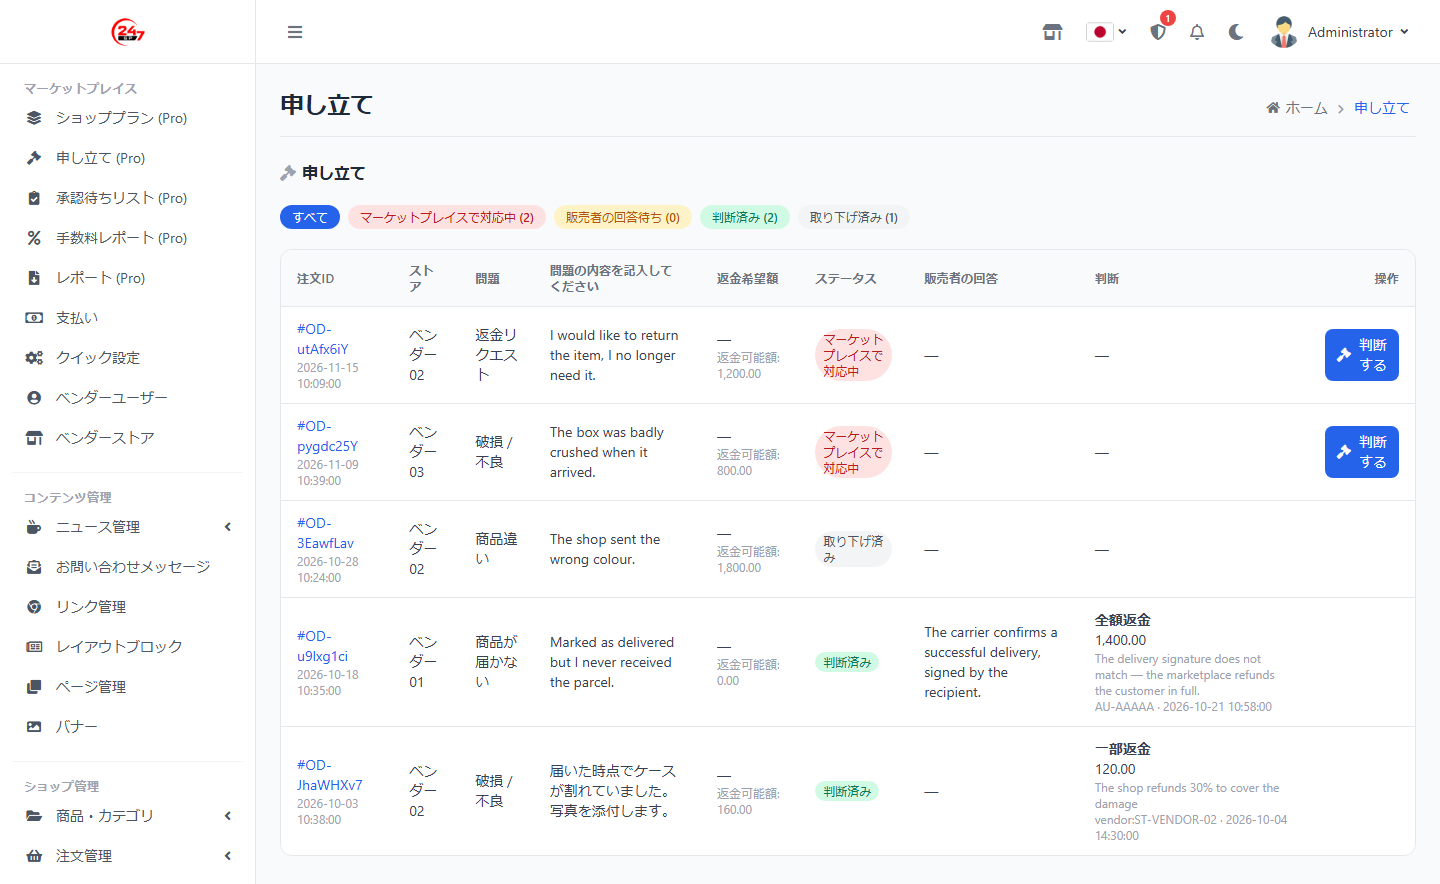 247
マーケットプレイス
ショッププラン (Pro)
申し立て (Pro)
承認待ちリスト (Pro)
手数料レポート (Pro)
レポート (Pro)
支払い
クイック設定
ベンダーユーザー
ベンダーストア
コンテンツ管理
ニュース管理
お問い合わせメッセージ
リンク管理
レイアウトブロック
ページ管理
バナー
ショップ管理
商品・カテゴリ
注文管理
1
Administrator
申し立て
ホーム
申し立て
申し立て
すべて
マーケットプレイスで対応中 (2)
販売者の回答待ち (0)
判断済み (2)
取り下げ済み (1)
注文ID
ストア
問題
問題の内容を記入して
ください
返金希望額
ステータス
販売者の回答
判断
操作
#OD-
utAfx6iY
2026-11-15
10:09:00
ベン
ダー
02
返金リ
クエス
ト
I would like to return
the item, I no longer
need it.
—
返金可能額:
1,200.00
マーケット
プレイスで
対応中
—
—
判断
する
#OD-
pygdc25Y
2026-11-09
10:39:00
ベン
ダー
03
破損 /
不良
The box was badly
crushed when it
arrived.
—
返金可能額:
800.00
マーケット
プレイスで
対応中
—
—
判断
する
#OD-
3EawfLav
2026-10-28
10:24:00
ベン
ダー
02
商品違
い
The shop sent the
wrong colour.
—
返金可能額:
1,800.00
取り下げ済
み
—
—
#OD-
u9lxg1ci
2026-10-18
10:35:00
ベン
ダー
01
商品が
届かな
い
Marked as delivered
but I never received
the parcel.
—
返金可能額:
0.00
判断済み
The carrier confirms a
successful delivery,
signed by the
recipient.
全額返金
1,400.00
The delivery signature does not
match — the marketplace refunds
the customer in full.
AU-AAAAA · 2026-10-21 10:58:00
#OD-
JhaWHXv7
2026-10-03
10:38:00
ベン
ダー
02
破損 /
不良
届いた時点でケース
が割れていました。
写真を添付します。
—
返金可能額:
160.00
判断済み
—
一部返金
120.00
The shop refunds 30% to cover the
damage
vendor:ST-VENDOR-02 · 2026-10-04
14:30:00